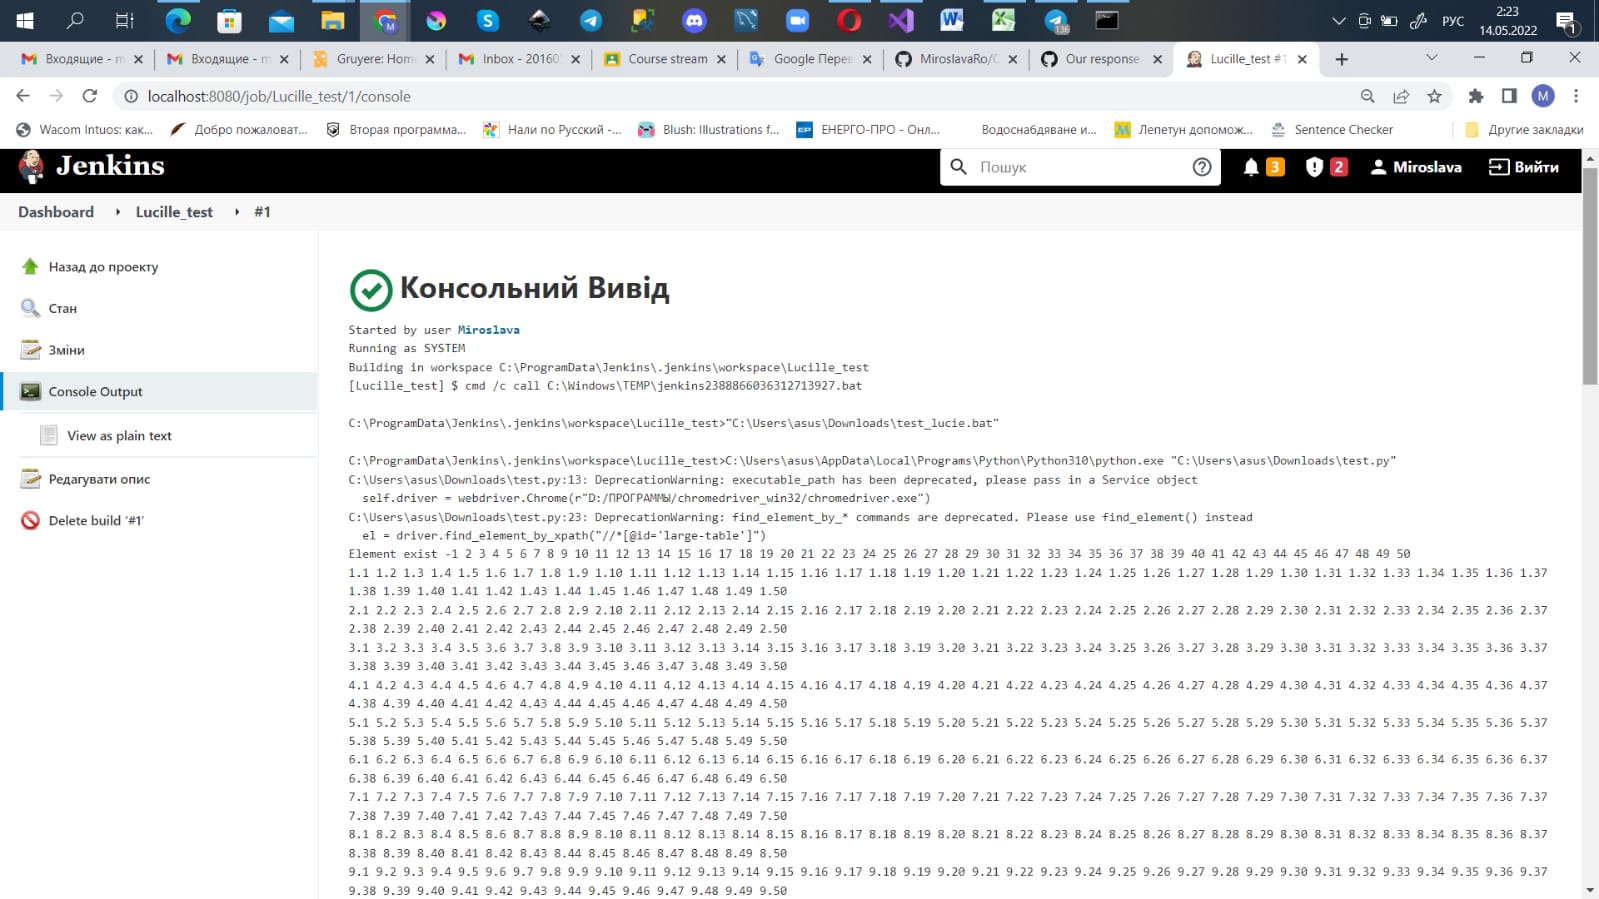 РУС
2:23
14.05.2022
1
136
Входящие - m
Входящие - m
Gruyere: Home
Inbox - 20160
Course stream
Google Перев
MiroslavaRo/C
Our response
Lucille_test #1
localhost:8080/job/Lucille_test/1/console
M
Wacom Intuos: как...
Добро пожаловат...
Вторая программа...
Нали по Русский -...
Blush: Illustrations f...
ЕНЕРГО-ПРО - Онл...
Водоснабдяване и...
Лепетун допомож...
Sentence Checker
Другие закладки
Jenkins
Пошук
3
2
Miroslava
Выйти
Dashboard
Lucille_test
#1
Назад до проекту
Стан
Зміни
Console Output
View as plain text
Редагувати опис
Delete build '#1'
Консольний Вивід
Started by user Miroslava
Running as SYSTEM
Building in workspace C:\ProgramData\Jenkins\.jenkins\workspace\Lucille_test
[Lucille_test] $ cmd /c call C:\Windows\TEMP\jenkins2388866036312713927.bat
C:\ProgramData\Jenkins\.jenkins\workspace\Lucille_test>"C:\Users\asus\Downloads\test_lucie.bat"
C:\ProgramData\Jenkins\.jenkins\workspace\Lucille_test>C:\Users\asus\AppData\Local\Programs\Python\Python310\python.exe "C:\Users\asus\Downloads\test.py"
C:\Users\asus\Downloads\test.py:13: DeprecationWarning: executable_path has been deprecated, please pass in a Service object
self.driver = webdriver.Chrome(r"D:/ПРОГРАММЫ/chromedriver_win32/chromedriver.exe")
C:\Users\asus\Downloads\test.py:23: DeprecationWarning: find_element_by_* commands are deprecated. Please use find_element() instead
el = driver.find_element_by_xpath("//*[@id='large-table']")
Element exist -1 2 3 4 5 6 7 8 9 10 11 12 13 14 15 16 17 18 19 20 21 22 23 24 25 26 27 28 29 30 31 32 33 34 35 36 37 38 39 40 41 42 43 44 45 46 47 48 49 50
1.1 1.2 1.3 1.4 1.5 1.6 1.7 1.8 1.9 1.10 1.11 1.12 1.13 1.14 1.15 1.16 1.17 1.18 1.19 1.20 1.21 1.22 1.23 1.24 1.25 1.26 1.27 1.28 1.29 1.30 1.31 1.32 1.33 1.34 1.35 1.36 1.37
1.38 1.39 1.40 1.41 1.42 1.43 1.44 1.45 1.46 1.47 1.48 1.49 1.50
2.1 2.2 2.3 2.4 2.5 2.6 2.7 2.8 2.9 2.10 2.11 2.12 2.13 2.14 2.15 2.16 2.17 2.18 2.19 2.20 2.21 2.22 2.23 2.24 2.25 2.26 2.27 2.28 2.29 2.30 2.31 2.32 2.33 2.34 2.35 2.36 2.37
2.38 2.39 2.40 2.41 2.42 2.43 2.44 2.45 2.46 2.47 2.48 2.49 2.50
3.1 3.2 3.3 3.4 3.5 3.6 3.7 3.8 3.9 3.10 3.11 3.12 3.13 3.14 3.15 3.16 3.17 3.18 3.19 3.20 3.21 3.22 3.23 3.24 3.25 3.26 3.27 3.28 3.29 3.30 3.31 3.32 3.33 3.34 3.35 3.36 3.37
3.38 3.39 3.40 3.41 3.42 3.43 3.44 3.45 3.46 3.47 3.48 3.49 3.50
4.1 4.2 4.3 4.4 4.5 4.6 4.7 4.8 4.9 4.10 4.11 4.12 4.13 4.14 4.15 4.16 4.17 4.18 4.19 4.20 4.21 4.22 4.23 4.24 4.25 4.26 4.27 4.28 4.29 4.30 4.31 4.32 4.33 4.34 4.35 4.36 4.37
4.38 4.39 4.40 4.41 4.42 4.43 4.44 4.45 4.46 4.47 4.48 4.49 4.50
5.1 5.2 5.3 5.4 5.5 5.6 5.7 5.8 5.9 5.10 5.11 5.12 5.13 5.14 5.15 5.16 5.17 5.18 5.19 5.20 5.21 5.22 5.23 5.24 5.25 5.26 5.27 5.28 5.29 5.30 5.31 5.32 5.33 5.34 5.35 5.36 5.37
5.38 5.39 5.40 5.41 5.42 5.43 5.44 5.45 5.46 5.47 5.48 5.49 5.50
6.1 6.2 6.3 6.4 6.5 6.6 6.7 6.8 6.9 6.10 6.11 6.12 6.13 6.14 6.15 6.16 6.17 6.18 6.19 6.20 6.21 6.22 6.23 6.24 6.25 6.26 6.27 6.28 6.29 6.30 6.31 6.32 6.33 6.34 6.35 6.36 6.37
6.38 6.39 6.40 6.41 6.42 6.43 6.44 6.45 6.46 6.47 6.48 6.49 6.50
7.1 7.2 7.3 7.4 7.5 7.6 7.7 7.8 7.9 7.10 7.11 7.12 7.13 7.14 7.15 7.16 7.17 7.18 7.19 7.20 7.21 7.22 7.23 7.24 7.25 7.26 7.27 7.28 7.29 7.30 7.31 7.32 7.33 7.34 7.35 7.36 7.37
7.38 7.39 7.40 7.41 7.42 7.43 7.44 7.45 7.46 7.47 7.48 7.49 7.50
8.1 8.2 8.3 8.4 8.5 8.6 8.7 8.8 8.9 8.10 8.11 8.12 8.13 8.14 8.15 8.16 8.17 8.18 8.19 8.20 8.21 8.22 8.23 8.24 8.25 8.26 8.27 8.28 8.29 8.30 8.31 8.32 8.33 8.34 8.35 8.36 8.37
8.38 8.39 8.40 8.41 8.42 8.43 8.44 8.45 8.46 8.47 8.48 8.49 8.50
9.1 9.2 9.3 9.4 9.5 9.6 9.7 9.8 9.9 9.10 9.11 9.12 9.13 9.14 9.15 9.16 9.17 9.18 9.19 9.20 9.21 9.22 9.23 9.24 9.25 9.26 9.27 9.28 9.29 9.30 9.31 9.32 9.33 9.34 9.35 9.36 9.37
9.38 9.39 9.40 9.41 9.42 9.43 9.44 9.45 9.46 9.47 9.48 9.49 9.50